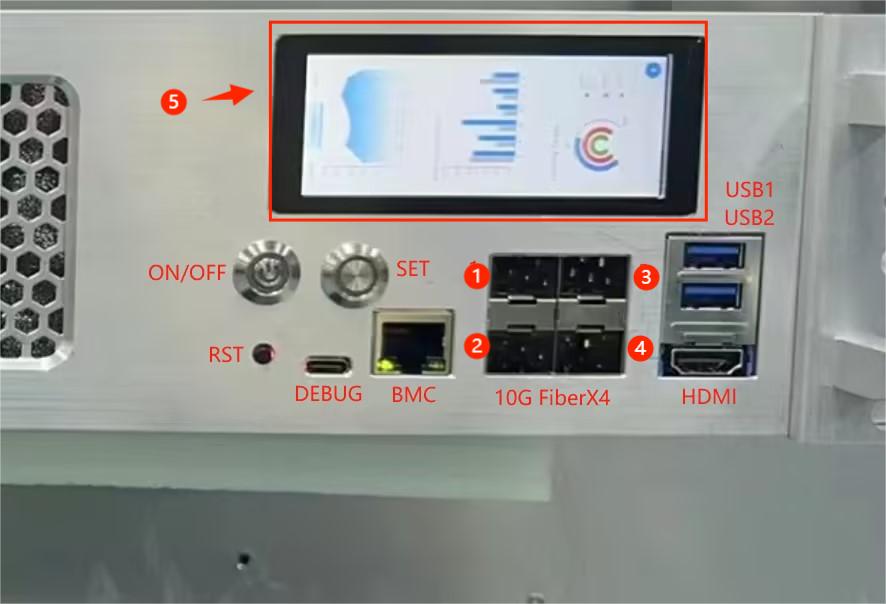 5
USB1
USB2
ON/OFF
SET
1
3
RST
2
4
DEBUG
BMC
10G FiberX4
HDMI